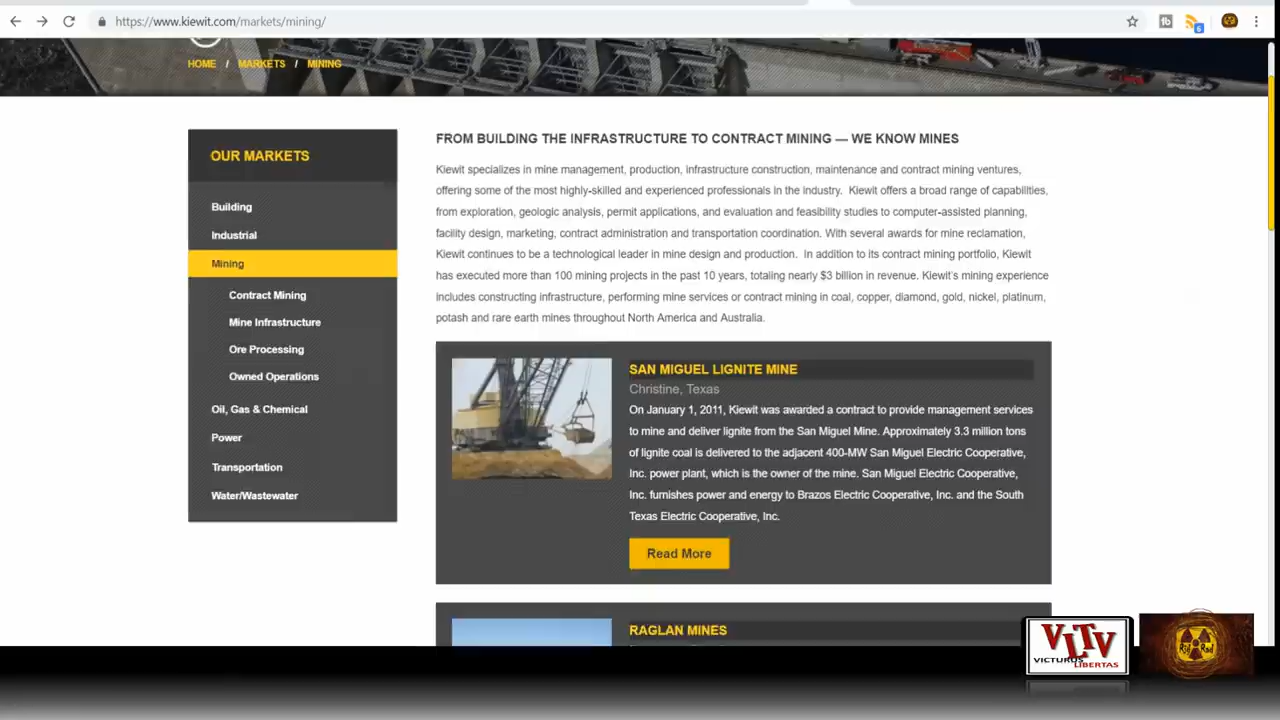 https://www.kiewit.com/markets/mining/
HOME / MARKETS / MINING
OUR MARKETS
Building
Industrial
Mining
Contract Mining
Mine Infrastructure
Ore Processing
Owned Operations
Oil, Gas & Chemical
Power
Transportation
Water/Wastewater
FROM BUILDING THE INFRASTRUCTURE TO CONTRACT MINING — WE KNOW MINES
Kiewit specializes in mine management, production, infrastructure construction, maintenance and contract mining ventures,
offering some of the most highly-skilled and experienced professionals in the industry. Kiewit offers a broad range of capabilities,
from exploration, geologic analysis, permit applications, and evaluation and feasibility studies to computer-assisted planning,
facility design, marketing, contract administration and transportation coordination. With several awards for mine reclamation,
Kiewit continues to be a technological leader in mine design and production. In addition to its contract mining portfolio, Kiewit
has executed more than 100 mining projects in the past 10 years, totaling nearly $3 billion in revenue. Kiewit's mining experience
includes constructing infrastructure, performing mine services or contract mining in coal, copper, diamond, gold, nickel, platinum,
potash and rare earth mines throughout North America and Australia.
SAN MIGUEL LIGNITE MINE
Christine, Texas
On January 1, 2011, Kiewit was awarded a contract to provide management services
to mine and deliver lignite from the San Miguel Mine. Approximately 3.3 million tons
of lignite coal is delivered to the adjacent 400-MW San Miguel Electric Cooperative,
Inc. power plant, which is the owner of the mine. San Miguel Electric Cooperative,
Inc. furnishes power and energy to Brazos Electric Cooperative, Inc. and the South
Texas Electric Cooperative, Inc.
Read More
RAGLAN MINES
VLTV
VICTURUS
LIBERTAS